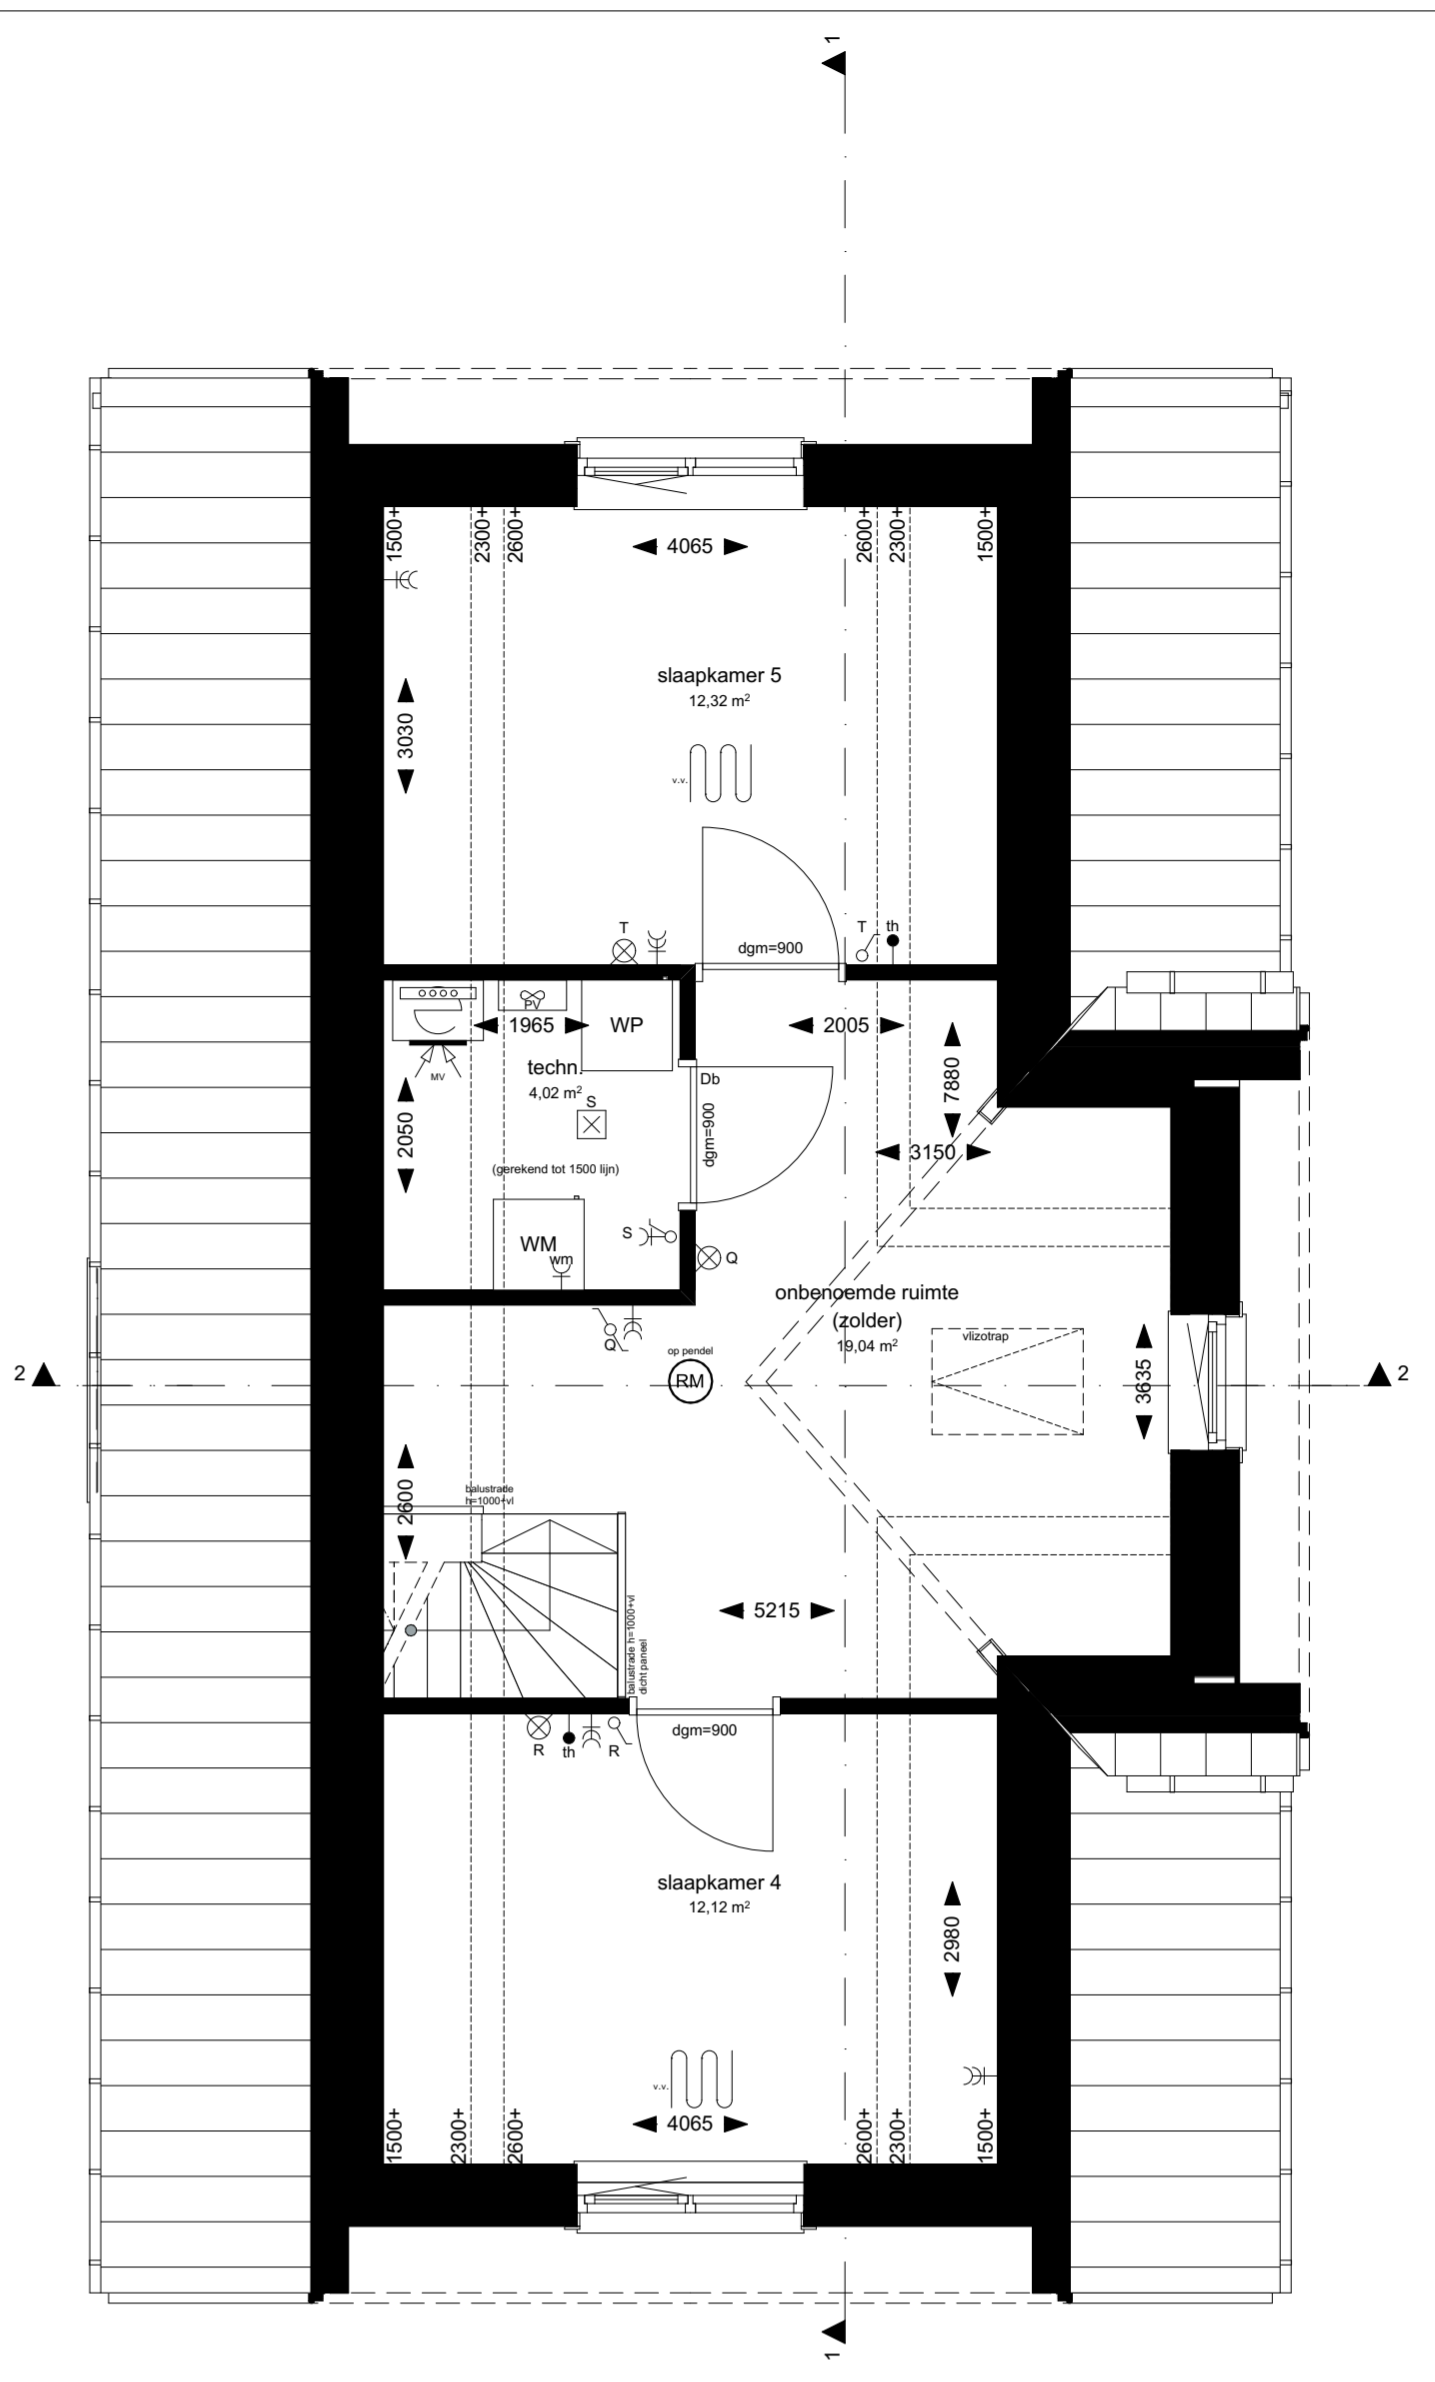 1
1500+
2300+
2600+
4065
2600+
2300+
1500+
slaapkamer 5
12,32 m²
3030
v.v.
T
T
th
dgm=900
PV
1965
WP
2005
techn.
4,02 m²
MV
Db
7880
S
2050
dgm=900
3150
(gerekend tot 1500 lijn)
S
WM
wm
Q
onbenoemde ruimte
(zolder)
19,04 m²
vlizotrap
Q
op pendel
RM
3635
2
2
balustrade
h=1000+vl
2600
5215
balustrade h=1000+vl
dicht paneel
dgm=900
R
th
R
slaapkamer 4
12,12 m²
2980
v.v.
4065
1500+
2300+
2600+
2600+
2300+
1500+
1